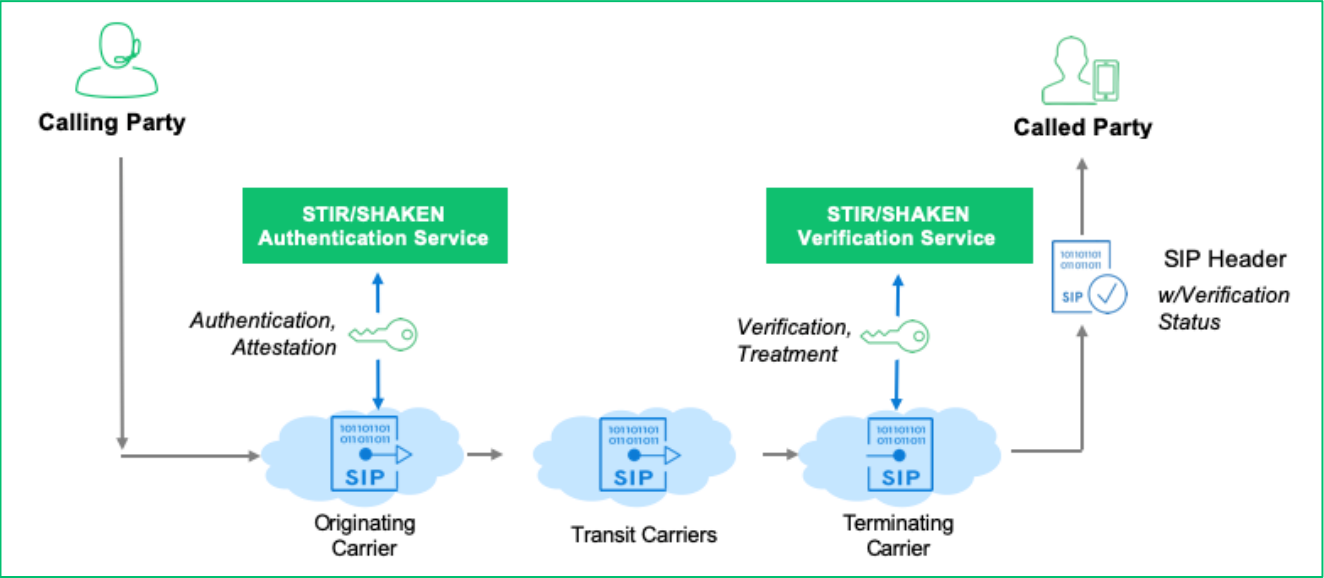 Calling Party
Called Party
STIR/SHAKEN
Authentication Service
STIR/SHAKEN
Verification Service
101101101
011011011
SIP
SIP Header
w/Verification
Status
Authentication,
Attestation
Verification,
Treatment
101101101
011011011
SIP
101101101
011011011
SIP
101101101
011011011
SIP
Originating
Carrier
Transit Carriers
Terminating
Carrier